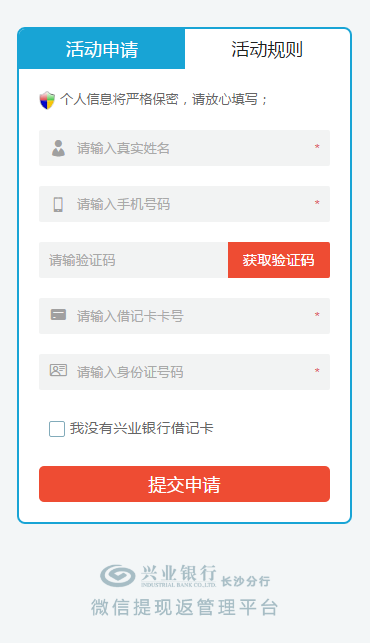 活动申请 活动规则
个人信息将严格保密，请放心填写；
请输入真实姓名 *
请输入手机号码 *
请输验证码 获取验证码
请输入借记卡卡号 *
请输入身份证号码 *
我没有兴业银行借记卡
提交申请
兴业银行 长沙分行
INDUSTRIAL BANK CO.,LTD.
微信提现返管理平台